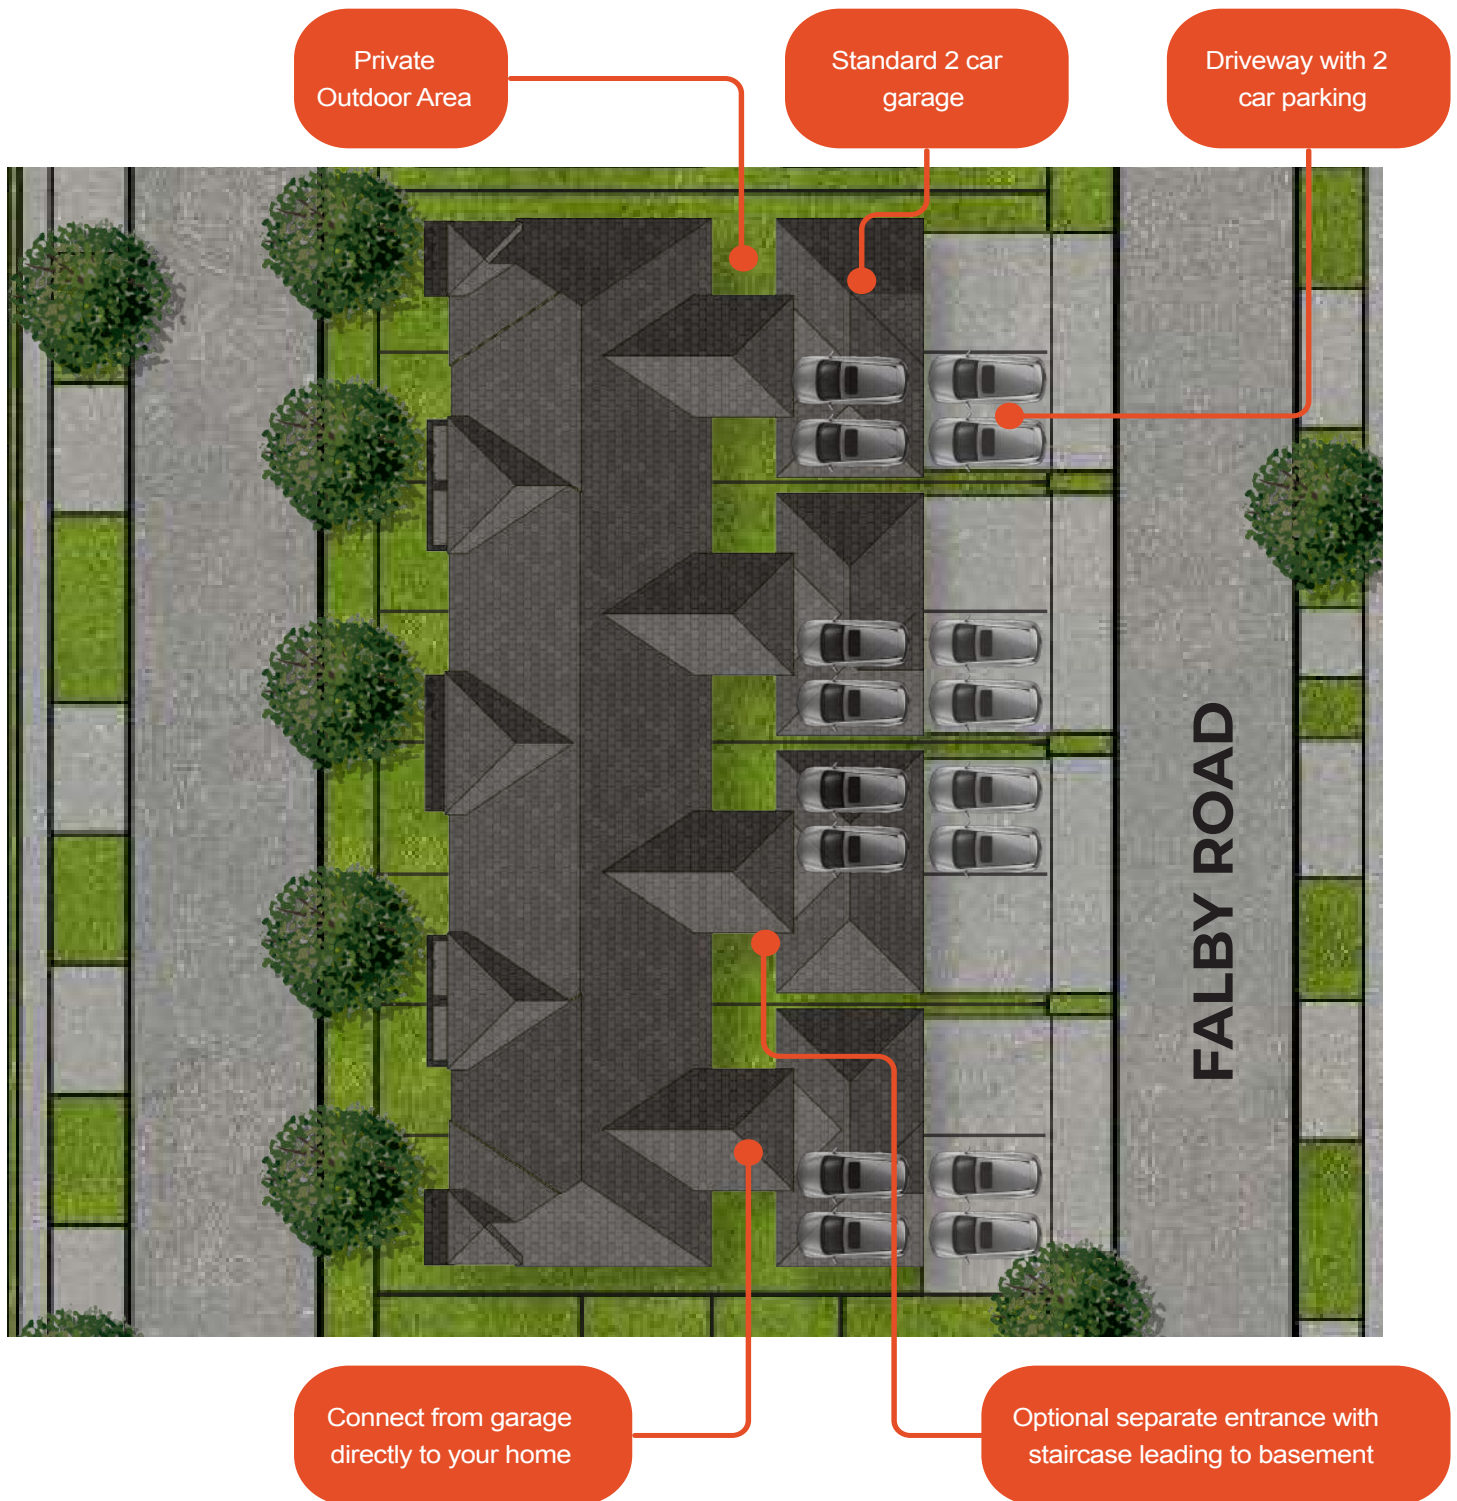 Private
Outdoor Area
Standard 2 car
garage
Driveway with 2
car parking
FALBY ROAD
Connect from garage
directly to your home
Optional separate entrance with
staircase leading to basement